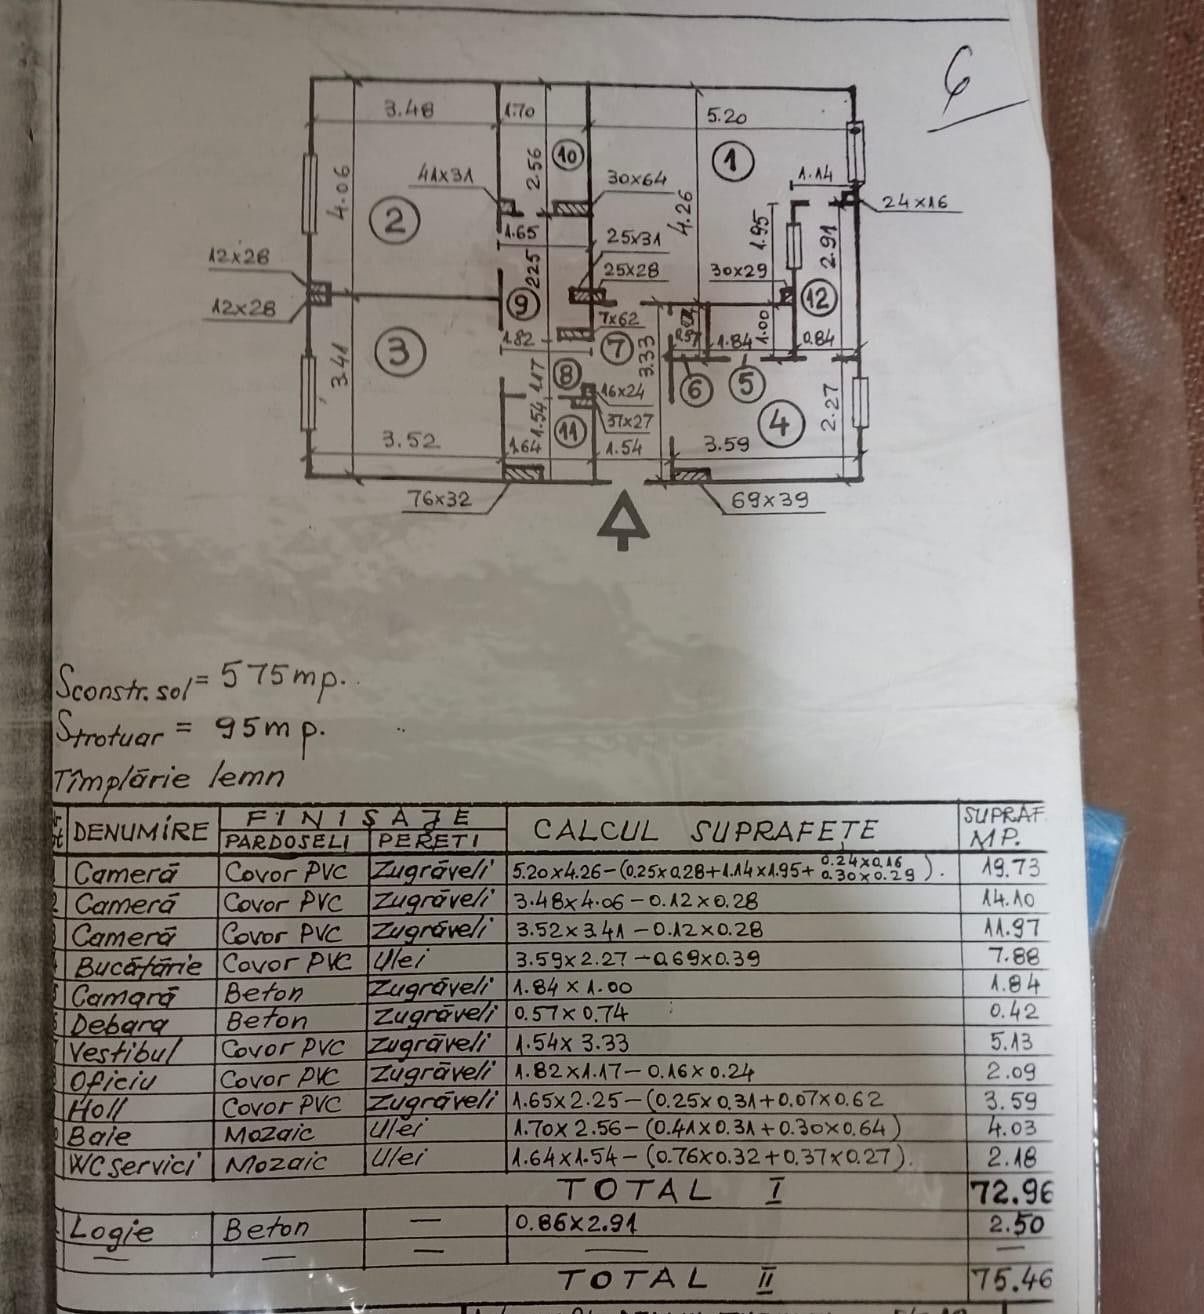 6
3.48 1.70 5.20
10 1
41x31 2.56 30x64 1.14
4.06 24x16
2 4.26 1.95 2.91
1.65 25x31
12x28 2.25 25x28 30x29
9 12
12x28 7x62 1.00
1.82 7 0.57 1.84 0.84
3 3.33
3.41 1.17 8 6 5
16x24 2.27
1.54 37x27 4
11
3.52 1.64 1.54 3.59
76x32 69x39
Sconstr.sol= 575mp.
Strotuar = 95mp.
Tîmplărie lemn
DENUMIRE FINISAJE CALCUL SUPRAFEȚE SUPRAF.
PARDOSELI PEREȚI MP.
Cameră Covor PVC Zugrăveli 5.20x4.26-(0.25x0.28+1.14x1.95+0.24x0.16 0.30x0.29). 19.73
Cameră Covor PVC Zugrăveli 3.48x4.06-0.12x0.28 14.10
Cameră Covor PVC Zugrăveli 3.52x3.41-0.12x0.28 11.97
Bucătărie Covor PVC Ulei 3.59x2.27-0.69x0.39 7.88
Camară Beton Zugrăveli 1.84x1.00 1.84
Debara Beton Zugrăveli 0.57x0.74 0.42
Vestibul Covor PVC Zugrăveli 1.54x3.33 5.13
Oficiu Covor PVC Zugrăveli 1.82x1.17-0.16x0.24 2.09
Holl Covor PVC Zugrăveli 1.65x2.25-(0.25x0.31+0.07x0.62 3.59
Baie Mozaic Ulei 1.70x2.56-(0.41x0.31+0.30x0.64) 4.03
WC servici Mozaic Ulei 1.64x1.54-(0.76x0.32+0.37x0.27). 2.18
TOTAL I 72.96
Logie Beton — 0.86x2.91 2.50
— — — —
TOTAL II 75.46